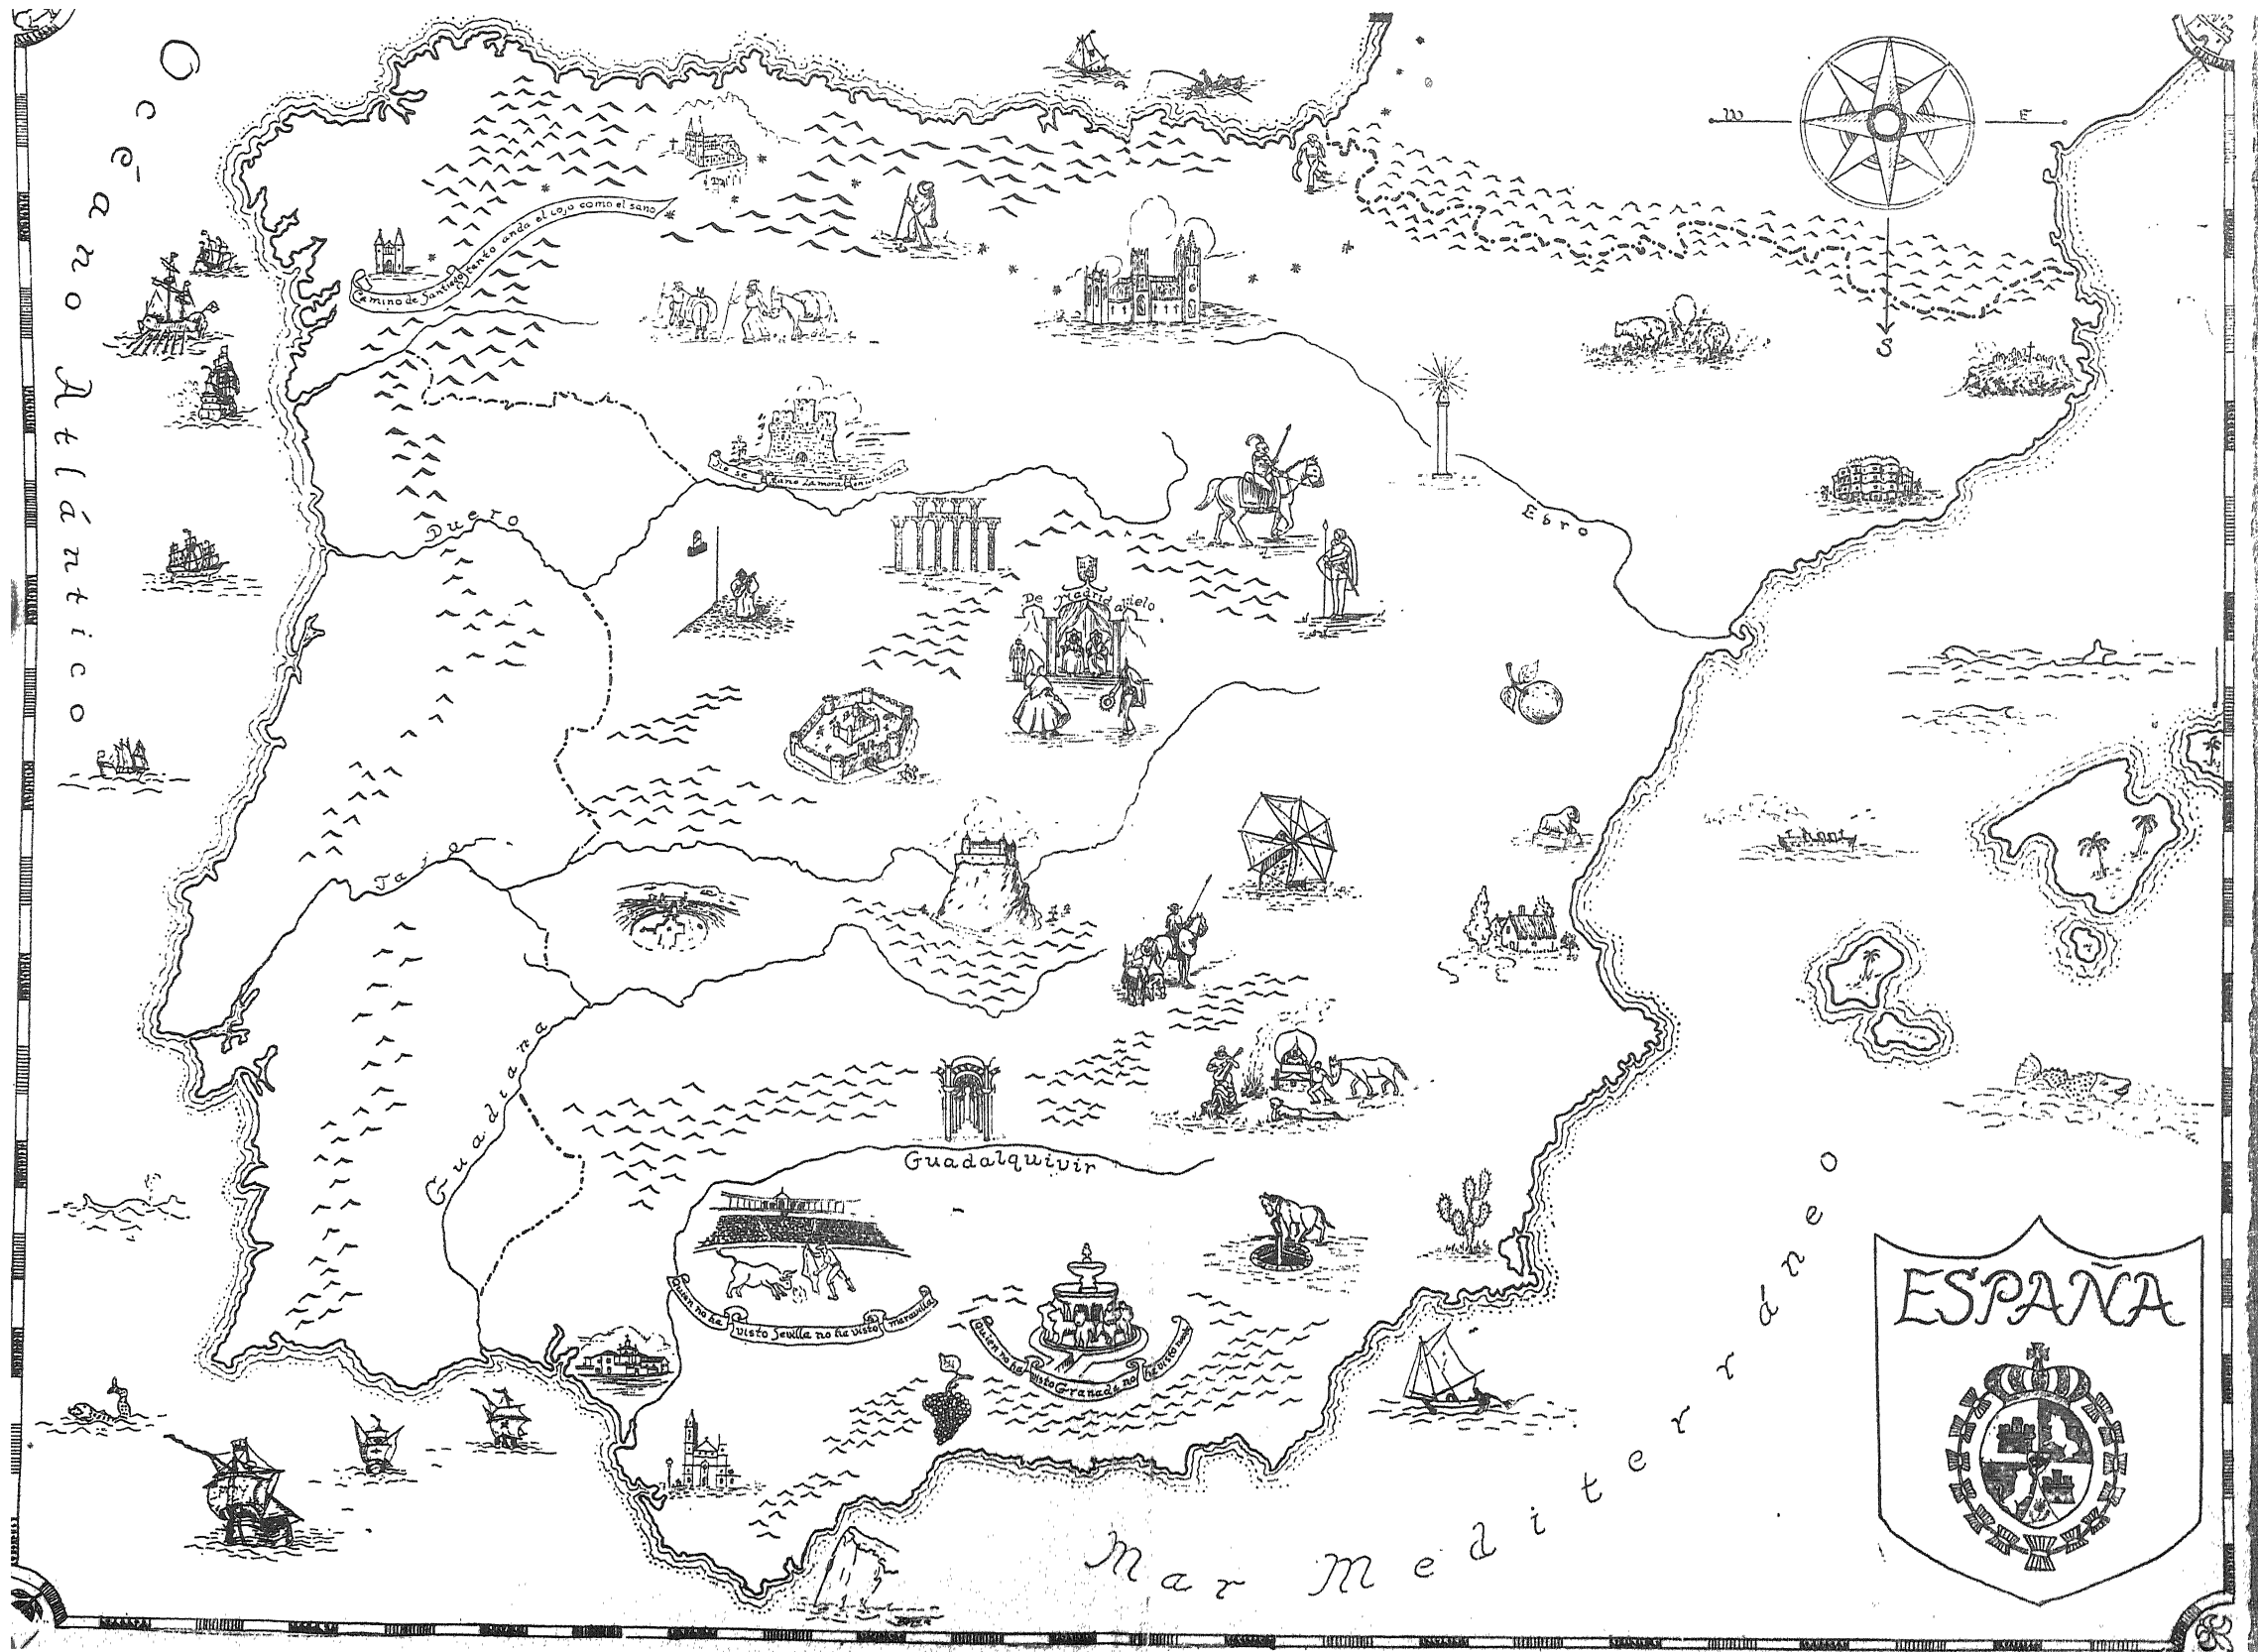 Océano Atlántico
W E
S
Camino de Santiago, tanto anda el cojo como el sano
Duero
Ebro
De Madrid al cielo
Tajo
Guadiana
Guadalquivir
Quien no ha visto Sevilla no ha visto maravilla
Quien no ha visto Granada no ha visto nada
Mar Mediterráneo
ESPAÑA